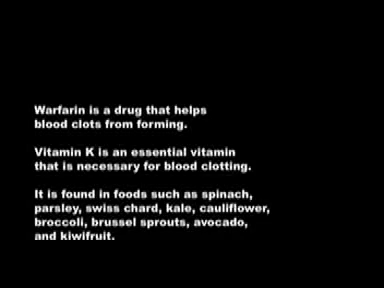 Warfarin is a drug that helps
blood clots from forming.
Vitamin K is an essential vitamin
that is necessary for blood clotting.
It is found in foods such as spinach,
parsley, swiss chard, kale, cauliflower,
broccoli, brussel sprouts, avocado,
and kiwifruit.